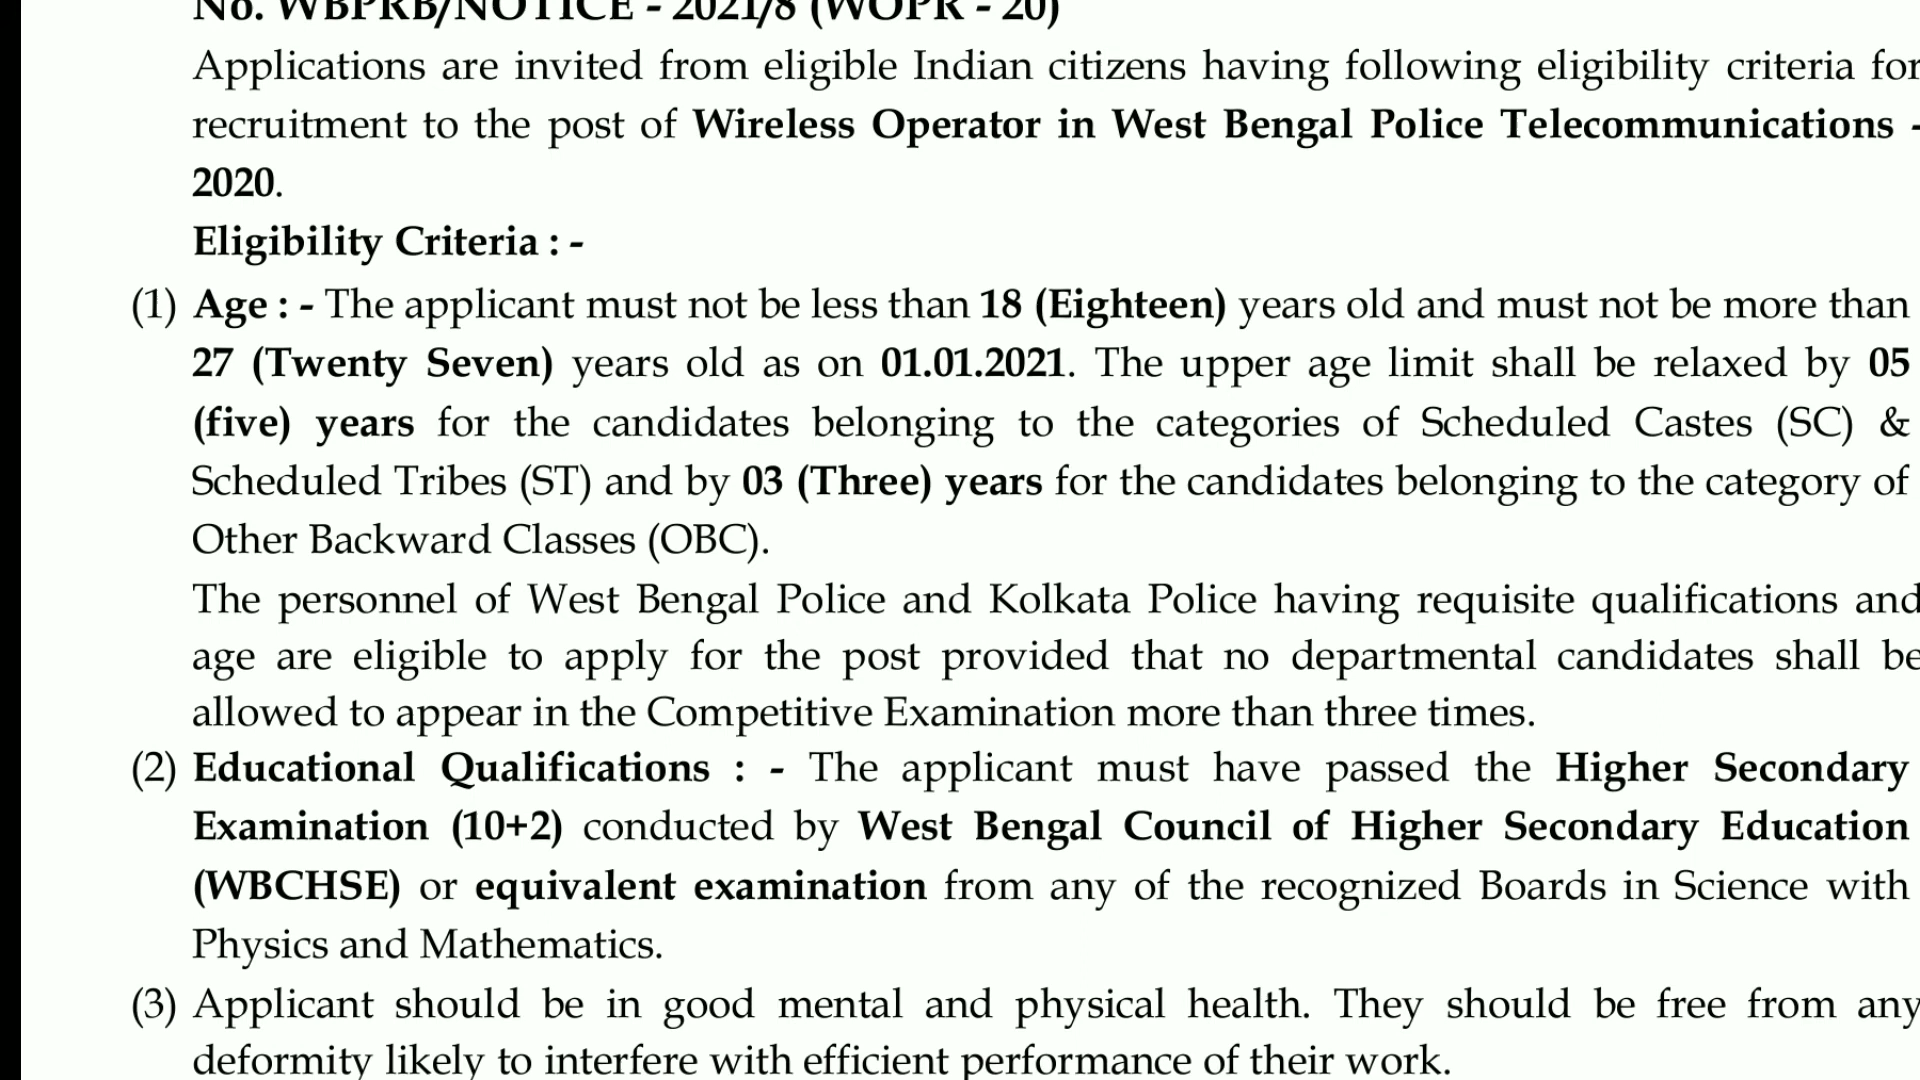 No. WBPRB/NOTICE - 2021/8 (WOPR - 20)
Applications are invited from eligible Indian citizens having following eligibility criteria for
recruitment to the post of Wireless Operator in West Bengal Police Telecommunications -
2020.
Eligibility Criteria : -
(1) Age : - The applicant must not be less than 18 (Eighteen) years old and must not be more than
27 (Twenty Seven) years old as on 01.01.2021. The upper age limit shall be relaxed by 05
(five) years for the candidates belonging to the categories of Scheduled Castes (SC) &
Scheduled Tribes (ST) and by 03 (Three) years for the candidates belonging to the category of
Other Backward Classes (OBC).
The personnel of West Bengal Police and Kolkata Police having requisite qualifications and
age are eligible to apply for the post provided that no departmental candidates shall be
allowed to appear in the Competitive Examination more than three times.
(2) Educational Qualifications : - The applicant must have passed the Higher Secondary
Examination (10+2) conducted by West Bengal Council of Higher Secondary Education
(WBCHSE) or equivalent examination from any of the recognized Boards in Science with
Physics and Mathematics.
(3) Applicant should be in good mental and physical health. They should be free from any
deformity likely to interfere with efficient performance of their work.